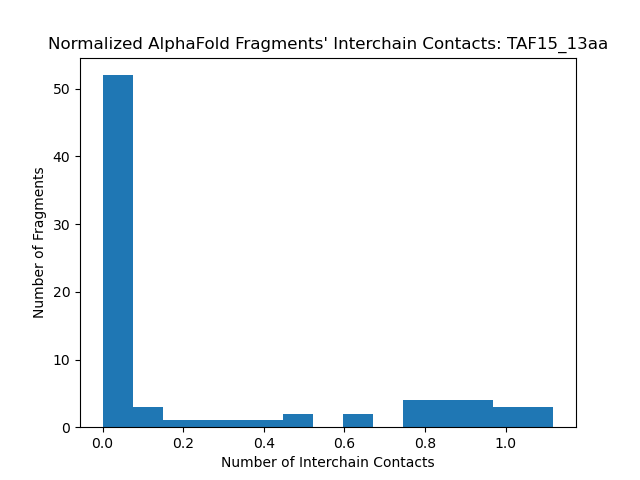 Normalized AlphaFold Fragments' Interchain Contacts: TAF15_13aa
Number of Fragments
50
40
30
20
10
0
0.0 0.2 0.4 0.6 0.8 1.0
Number of Interchain Contacts